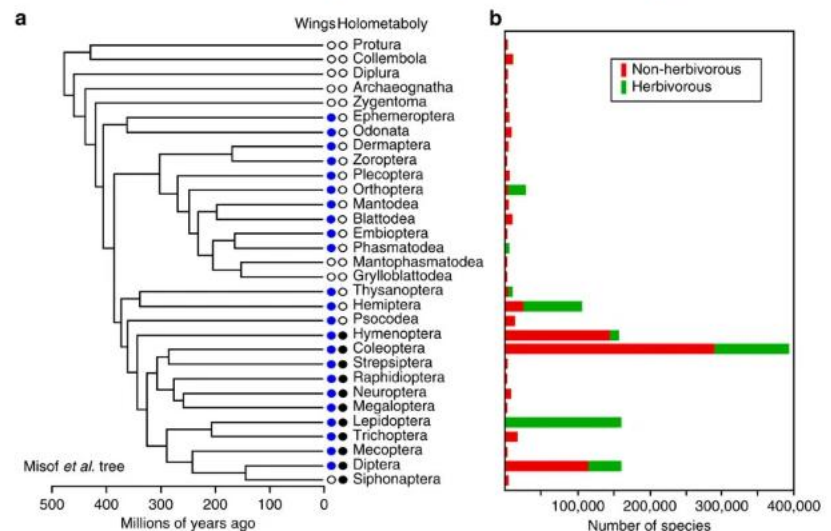 a
Wings Holometaboly
Protura
Collembola
Diplura
Archaeognatha
Zygentoma
Ephemeroptera
Odonata
Dermaptera
Zoroptera
Plecoptera
Orthoptera
Mantodea
Blattodea
Embioptera
Phasmatodea
Mantophasmatodea
Grylloblattodea
Thysanoptera
Hemiptera
Psocodea
Hymenoptera
Coleoptera
Strepsiptera
Raphidioptera
Neuroptera
Megaloptera
Lepidoptera
Trichoptera
Mecoptera
Diptera
Siphonaptera
Misof et al. tree
500 400 300 200 100 0
Millions of years ago
b
Non-herbivorous
Herbivorous
100,000 200,000 300,000 400,000
Number of species